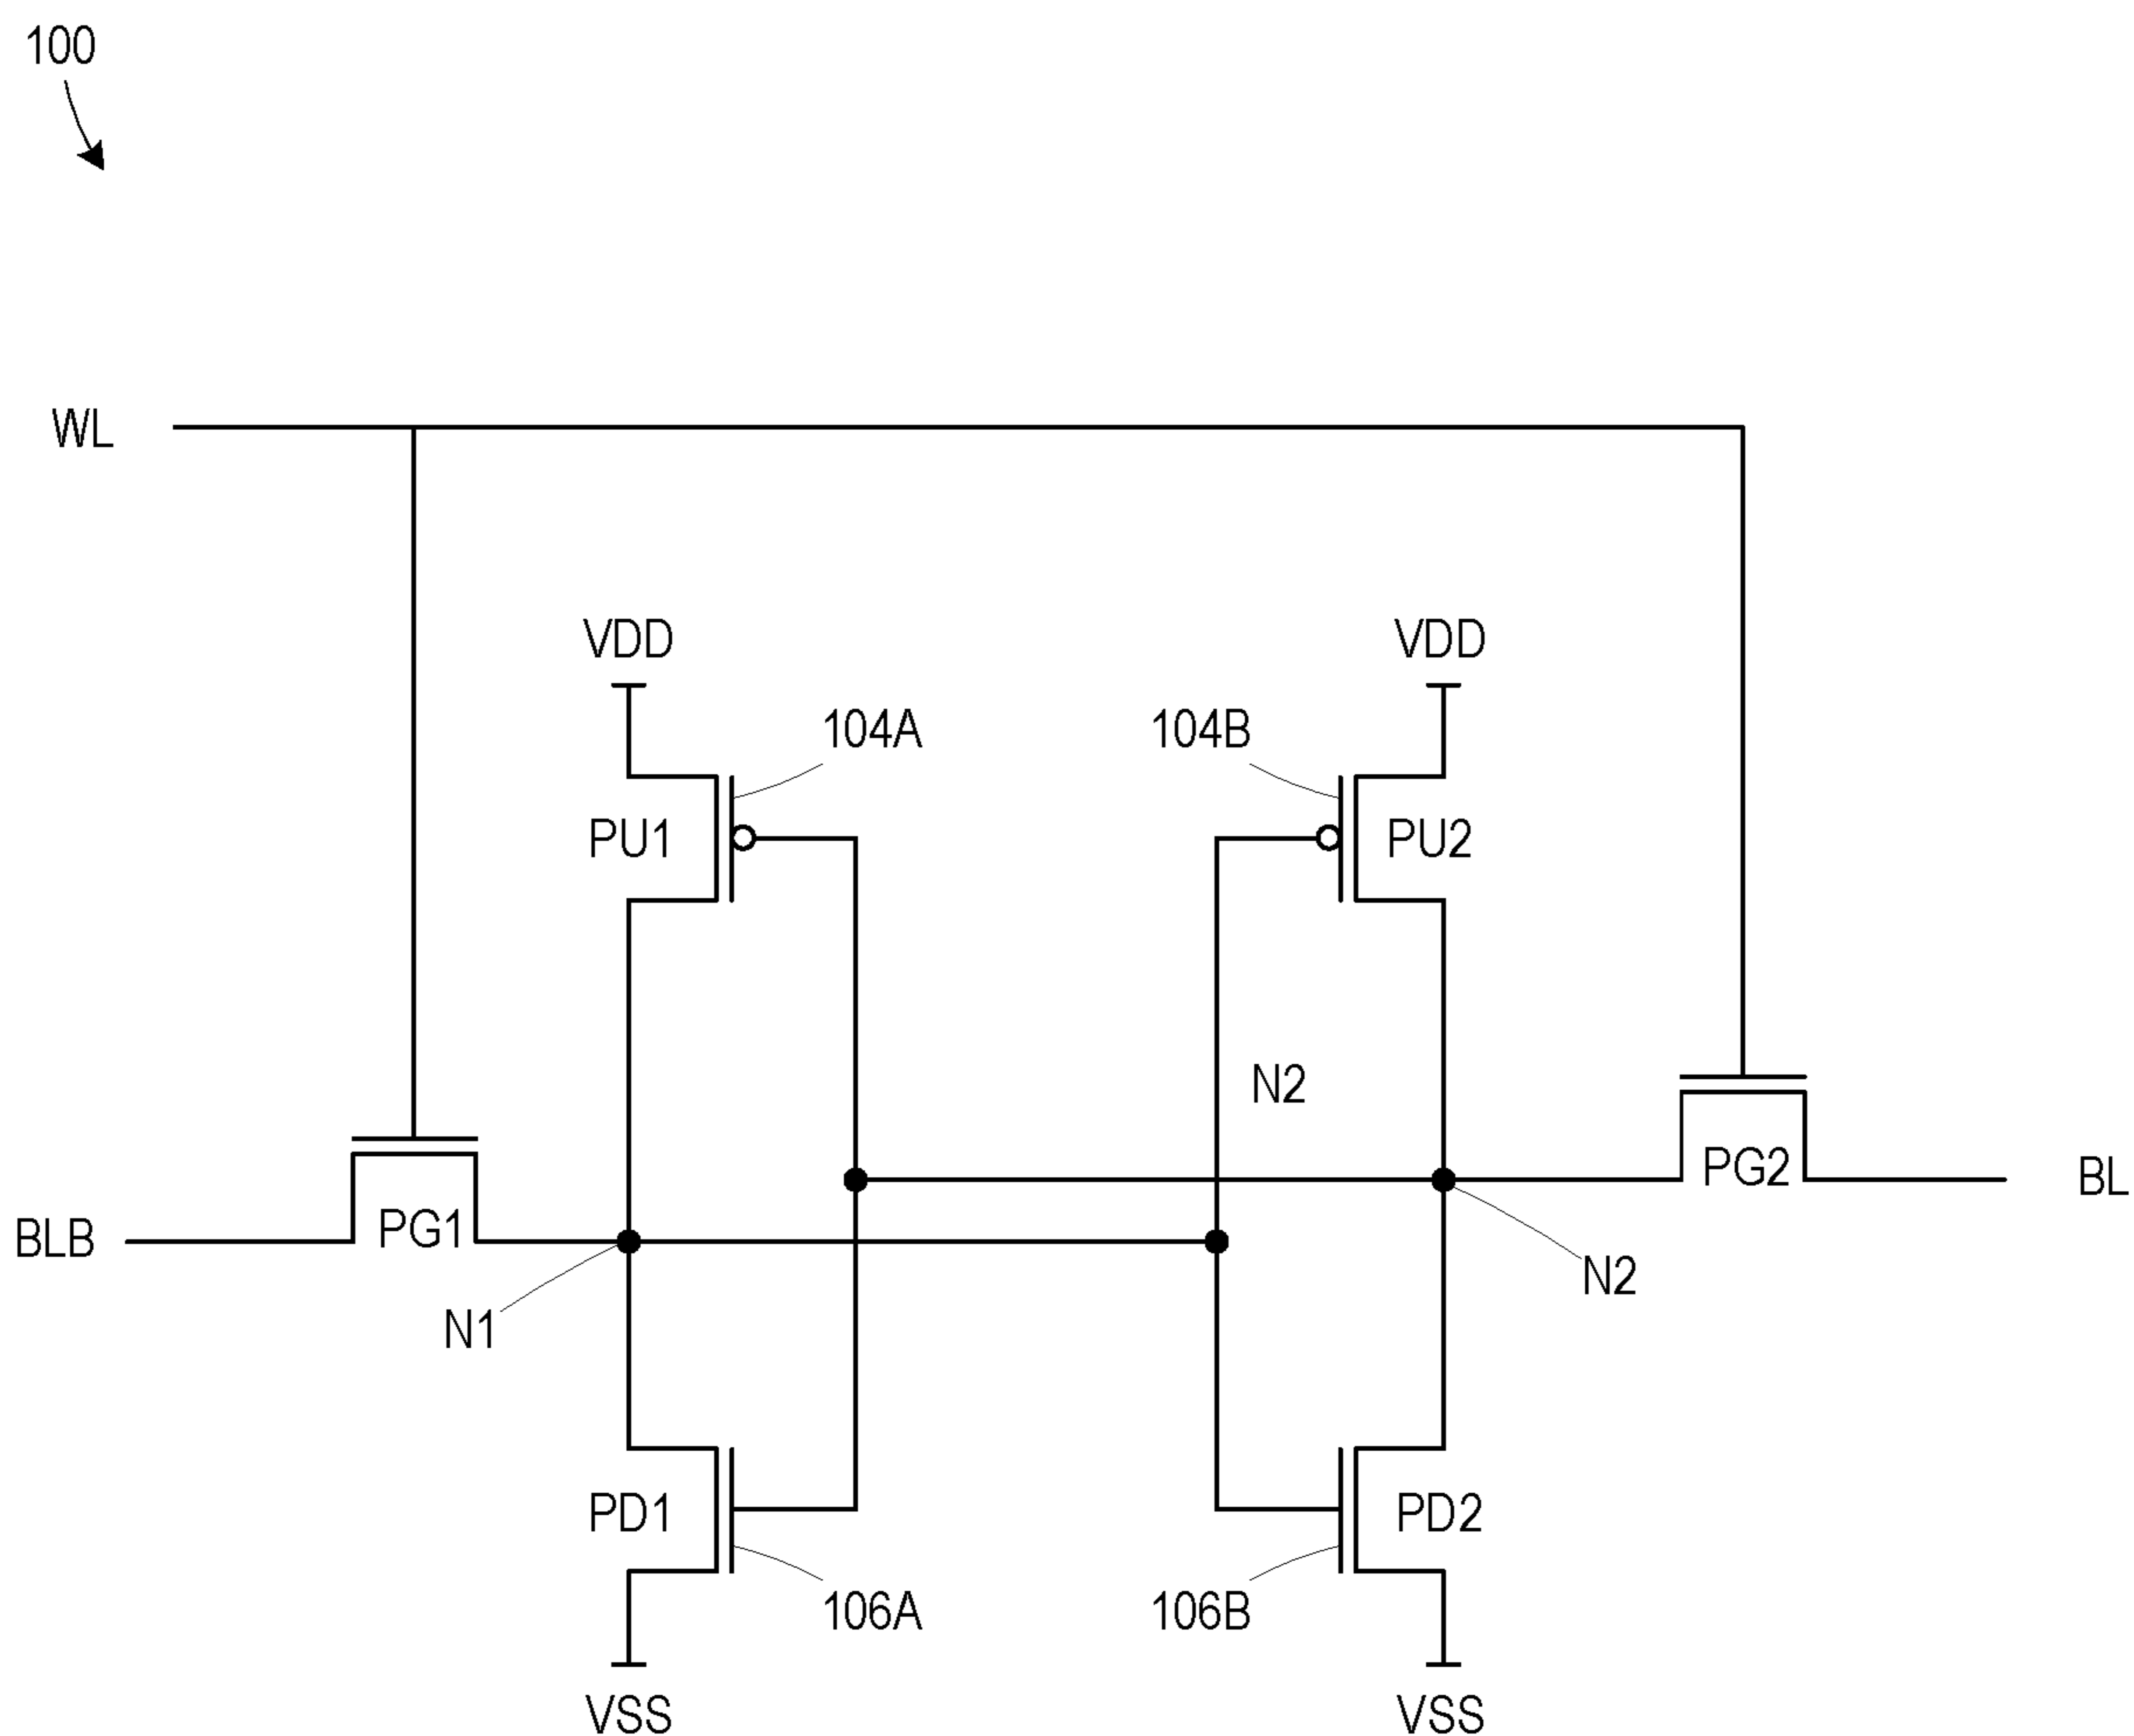 100
WL
VDD
VDD
104A
104B
PU1
PU2
N2
PG2
BL
PG1
BLB
N2
N1
PD1
PD2
106A
106B
VSS
VSS